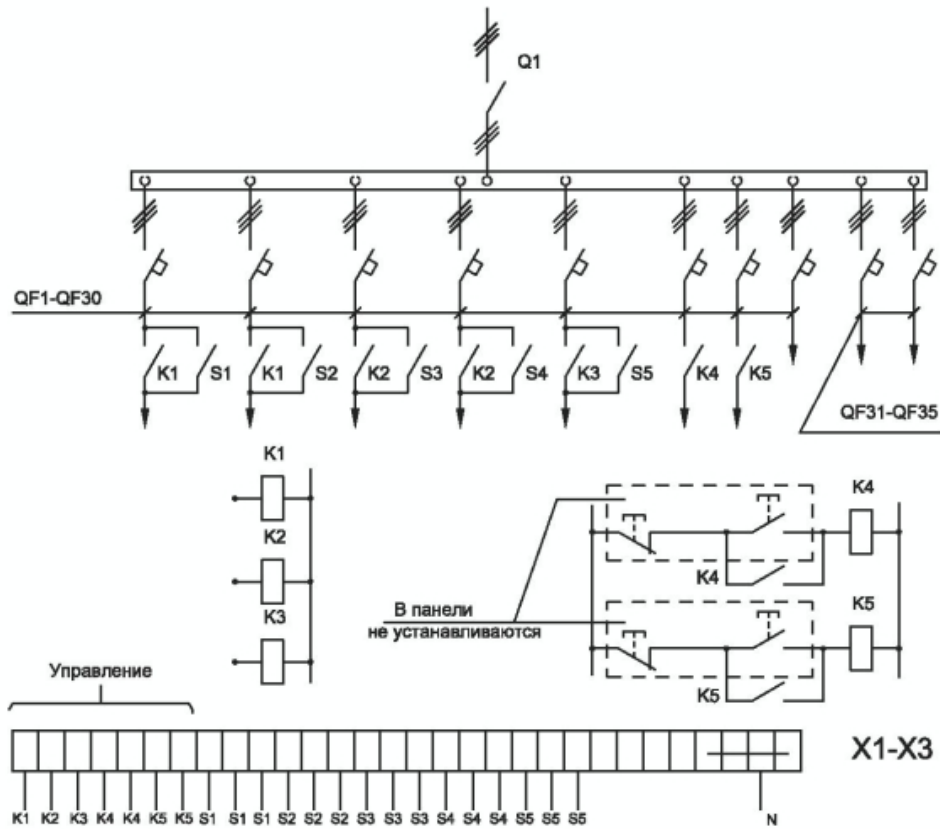 Q1
QF1-QF30
K1 S1 K1 S2 K2 S3 K2 S4 K3 S5 K4 K5
QF31-QF35
K1
K2
K3
K4
K4
K5
K5
В панели
не устанавливаются
Управление
X1-X3
K1 K2 K3 K4 K4 K5 K5 S1 S1 S1 S2 S2 S2 S3 S3 S3 S4 S4 S4 S5 S5 S5 N